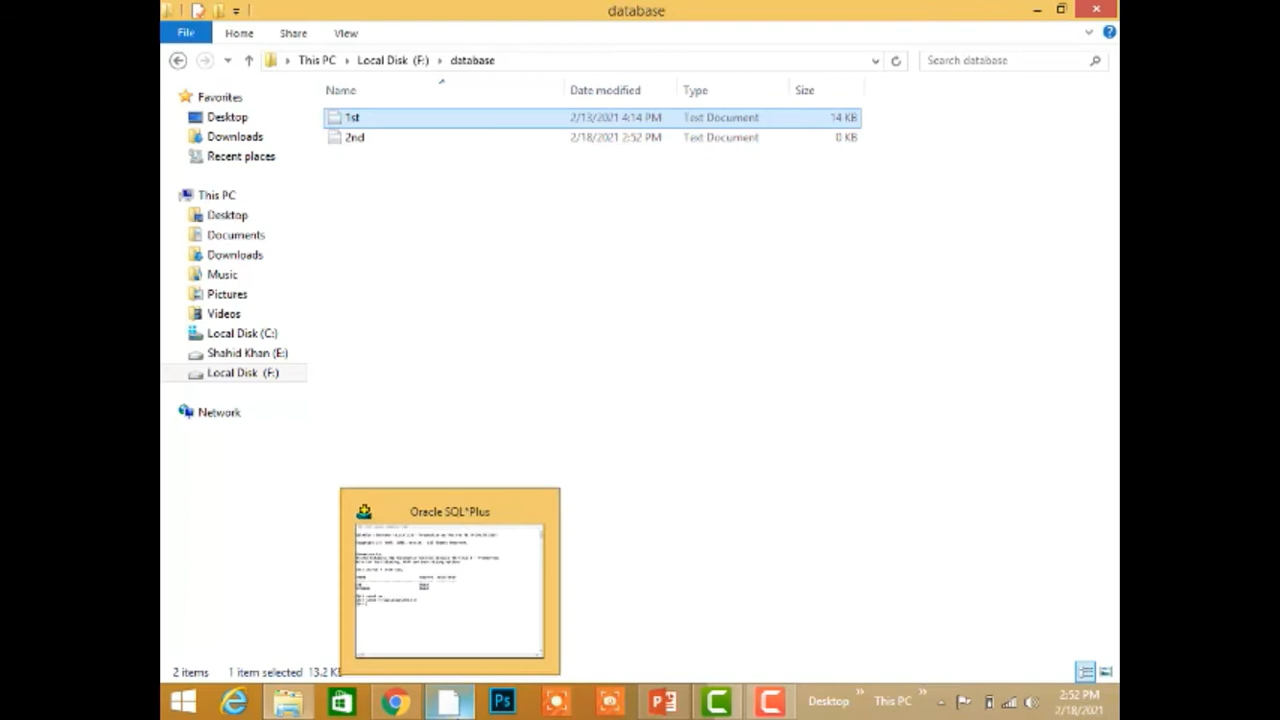 database
File Home Share View
This PC Local Disk (F:) database Search database
Name Date modified Type Size
1st 2/13/2021 4:14 PM Text Document 14 KB
2nd 2/18/2021 2:52 PM Text Document 0 KB
Favorites
Desktop
Downloads
Recent places
This PC
Desktop
Documents
Downloads
Music
Pictures
Videos
Local Disk (C:)
Shahid Khan (E:)
Local Disk (F:)
Network
Oracle SQL*Plus
2 items 1 item selected 13.2 K
Ps
Desktop This PC 2:52 PM
2/18/2021